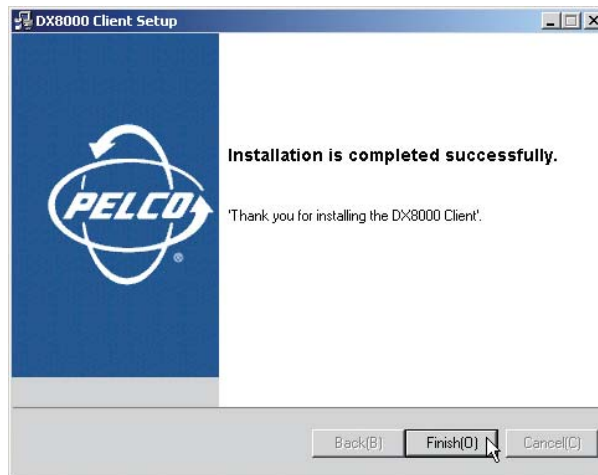 DX8000 Client Setup
PELCO
®
Installation is completed successfully.
'Thank you for installing the DX8000 Client'.
Back(B)
Finish(O)
Cancel(C)